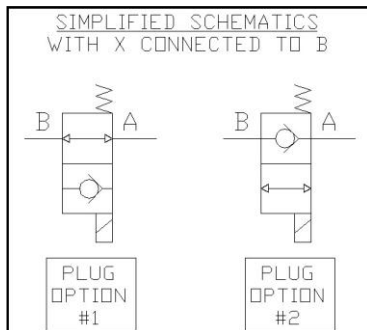 SIMPLIFIED SCHEMATICS
WITH X CONNECTED TO B
B A
B A
PLUG
OPTION
#1
PLUG
OPTION
#2